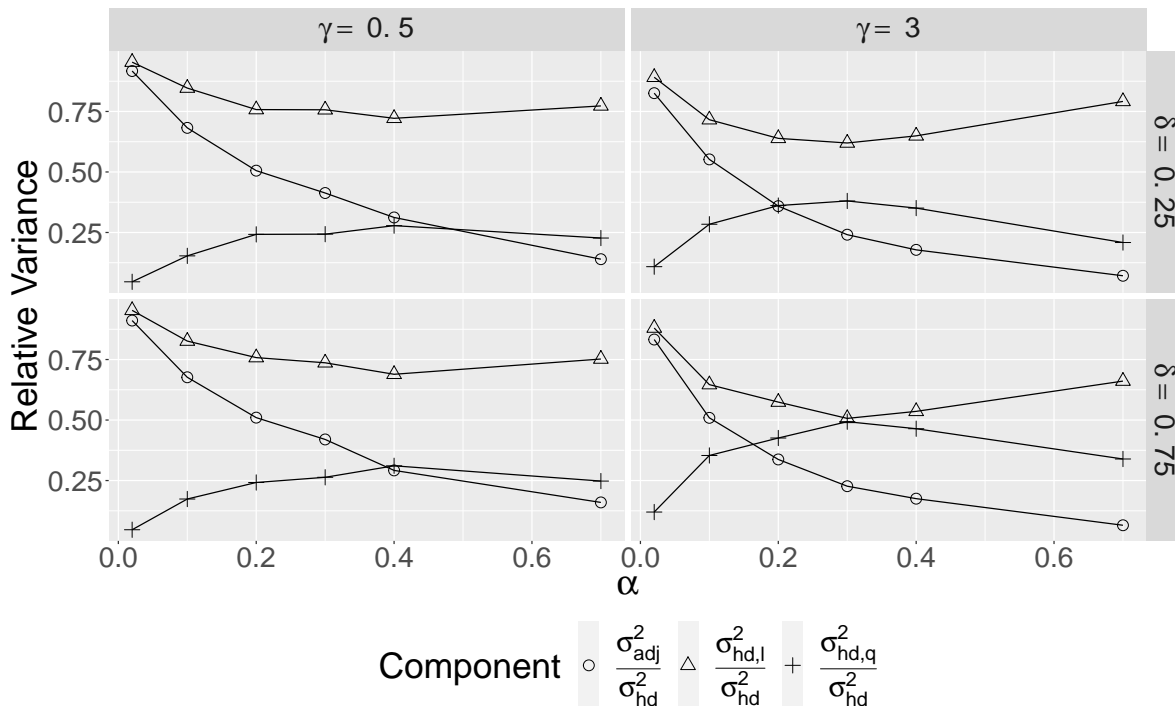 γ = 0.5
γ = 3
Relative Variance
0.75
0.50
0.25
δ = 0.25
0.75
0.50
0.25
δ = 0.75
0.0 0.2 0.4 0.6 0.0 0.2 0.4 0.6
α
Component σ²adj/σ²hd σ²hd,l/σ²hd σ²hd,q/σ²hd